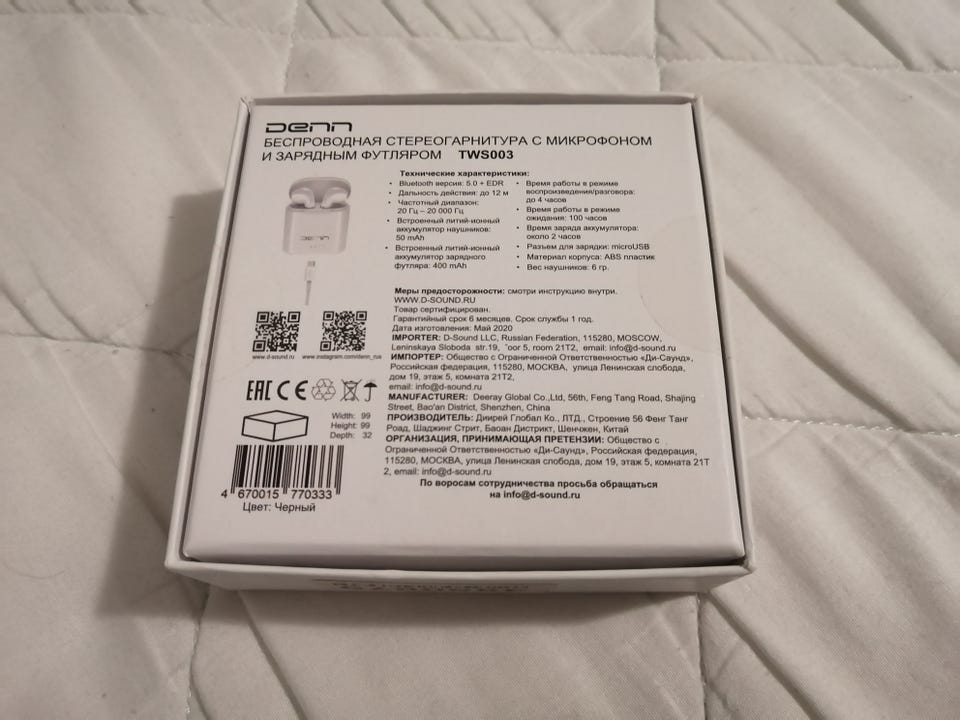 Denn
БЕСПРОВОДНАЯ СТЕРЕОГАРНИТУРА С МИКРОФОНОМ
И ЗАРЯДНЫМ ФУТЛЯРОМ TWS003
Технические характеристики:
• Bluetooth версия: 5.0 + EDR
• Дальность действия: до 12 м
• Частотный диапазон:
20 Гц – 20 000 Гц
• Встроенный литий-ионный
аккумулятор наушников:
50 mAh
• Встроенный литий-ионный
аккумулятор зарядного
футляра: 400 mAh
• Время работы в режиме
воспроизведения/разговора:
до 4 часов
• Время работы в режиме
ожидания: 100 часов
• Время заряда аккумулятора:
около 2 часов
• Разъем для зарядки: microUSB
• Материал корпуса: ABS пластик
• Вес наушников: 6 гр.
Denn
Меры предосторожности: смотри инструкцию внутри.
WWW.D-SOUND.RU
Товар сертифицирован.
Гарантийный срок 6 месяцев. Срок службы 1 год.
Дата изготовления: Май 2020
IMPORTER: D-Sound LLC, Russian Federation, 115280, MOSCOW,
Leninskaya Sloboda str.19, ˝oor 5, room 21T2, email: info@d-sound.ru
ИМПОРТЕР: Общество с Ограниченной Ответственностью «Ди-Саунд»,
Российская федерация, 115280, МОСКВА, улица Ленинская слобода,
дом 19, этаж 5, комната 21Т2,
email: info@d-sound.ru
MANUFACTURER: Deeray Global Co.,Ltd, 56th, Feng Tang Road, Shajing
Street, Bao'an District, Shenzhen, China
ПРОИЗВОДИТЕЛЬ: Диирей Глобал Ко., ЛТД., Строение 56 Фенг Танг
Роад, Шаджинг Стрит, Баоан Дистрикт, Шенчжен, Китай
ОРГАНИЗАЦИЯ, ПРИНИМАЮЩАЯ ПРЕТЕНЗИИ: Общество с
Ограниченной Ответственностью «Ди-Саунд», Российская федерация,
115280, МОСКВА, улица Ленинская слобода, дом 19, этаж 5, комната 21Т
2, email: info@d-sound.ru
По воросам сотрудничества просьба обращаться
на info@d-sound.ru
www.d-sound.ru www.instagram.com/denn_rus
EAC CE
Width: 99
Height: 99
Depth: 32
4 670015 770333
Цвет: Черный